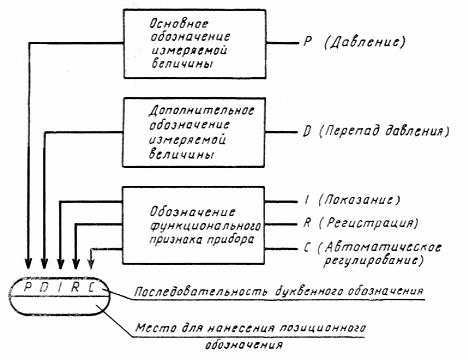 Основное
обозначение
измеряемой
величины
P (Давление)
Дополнительное
обозначение
измеряемой
величины
D (Перепад давления)
Обозначение
функционального
признака прибора
I (Показание)
R (Регистрация)
C (Автоматическое
регулирование)
P D I R C
Последовательность буквенного обозначения
Место для нанесения позиционного
обозначения